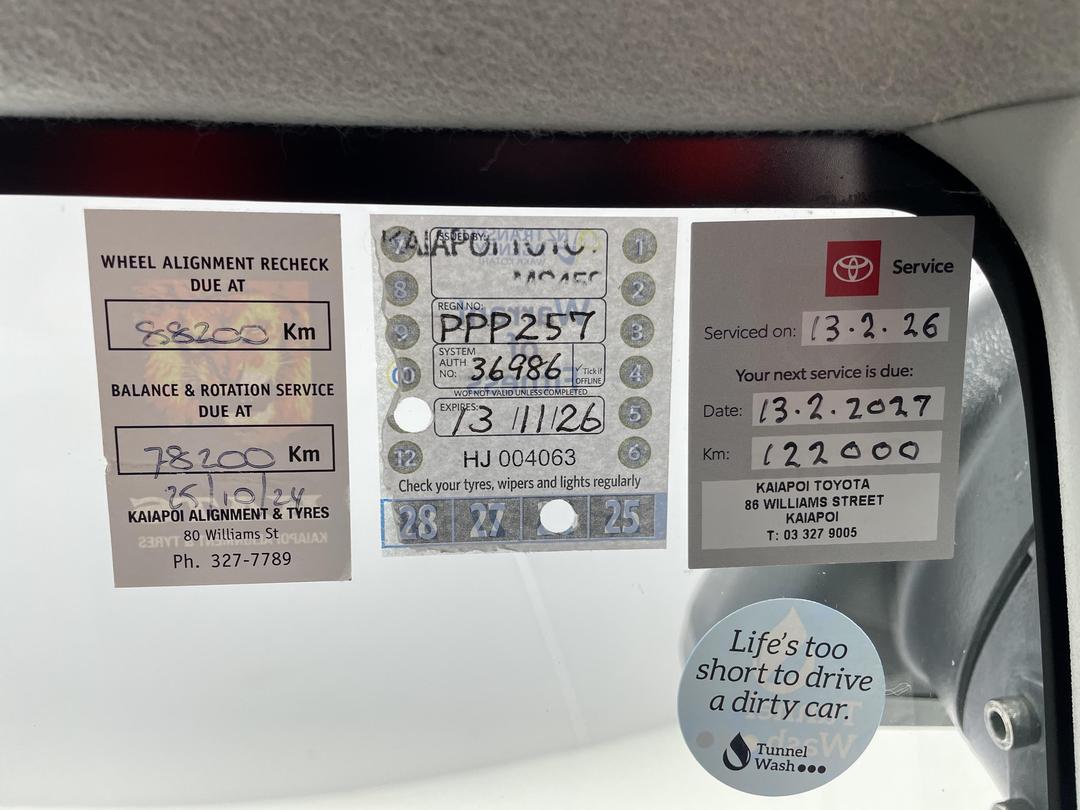 WHEEL ALIGNMENT RECHECK
DUE AT
88200 Km
BALANCE & ROTATION SERVICE
DUE AT
78200 Km
25/10/24
KAIAPOI ALIGNMENT & TYRES
80 Williams St
Ph. 327-7789
ISSUED BY:
KAIAPOI
REGN NO:
PPP257
SYSTEM
AUTH
NO: 36986
✓ Tick if
OFFLINE
WOF NOT VALID UNLESS COMPLETED
EXPIRES: 13/11/26
7
8
9
10
12
1
2
3
4
5
6
HJ 004063
Check your tyres, wipers and lights regularly
28 27 25
Service
Serviced on: 13.2.26
Your next service is due:
Date: 13.2.2027
Km: 122000
KAIAPOI TOYOTA
86 WILLIAMS STREET
KAIAPOI
T: 03 327 9005
Life's too
short to drive
a dirty car.
Tunnel
Wash